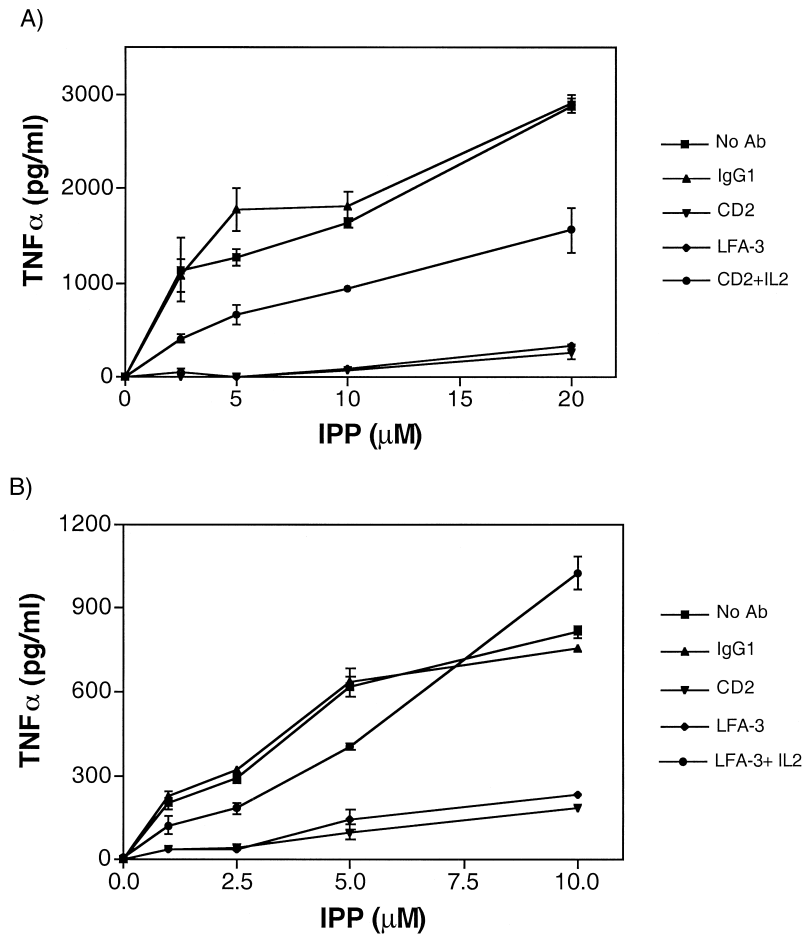 A)
3000
2000
1000
0
TNFα (pg/ml)
0 5 10 15 20
IPP (μM)
No Ab
IgG1
CD2
LFA-3
CD2+IL2
B)
1200
900
600
300
0
TNFα (pg/ml)
0.0 2.5 5.0 7.5 10.0
IPP (μM)
No Ab
IgG1
CD2
LFA-3
LFA-3+ IL2